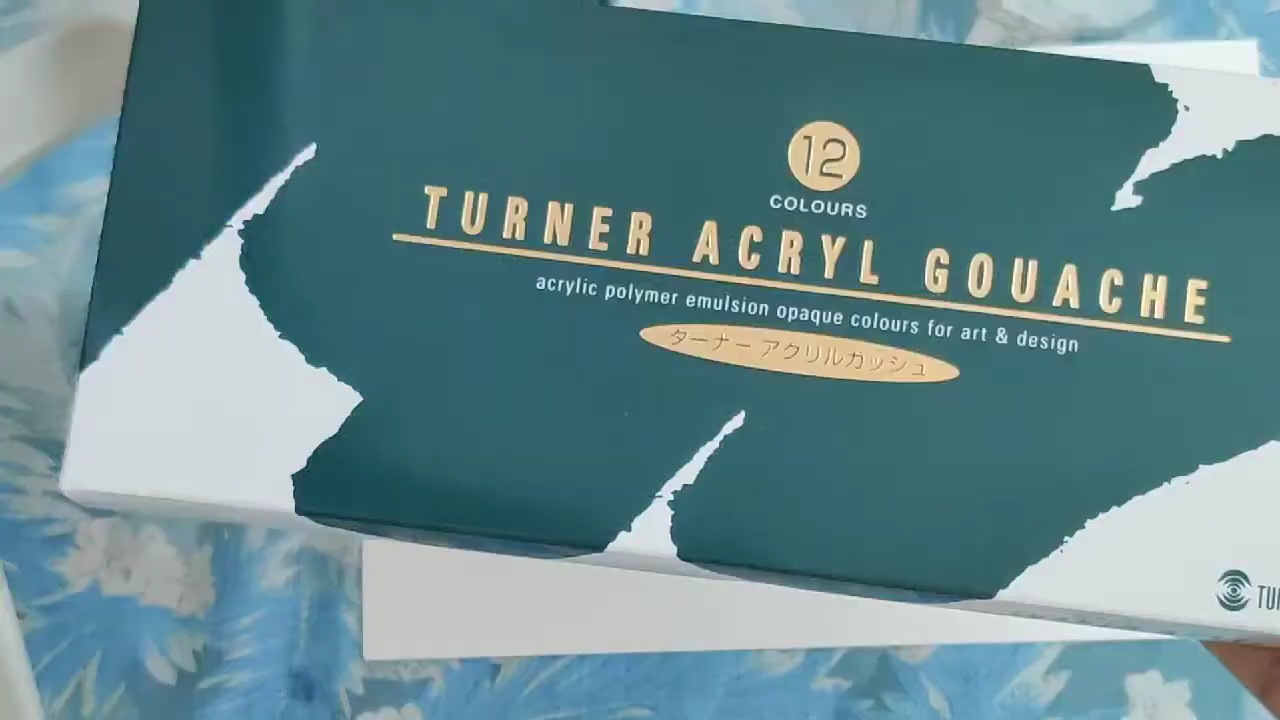 12
COLOURS
TURNER ACRYL GOUACHE
acrylic polymer emulsion opaque colours for art & design
ターナー アクリルガッシュ